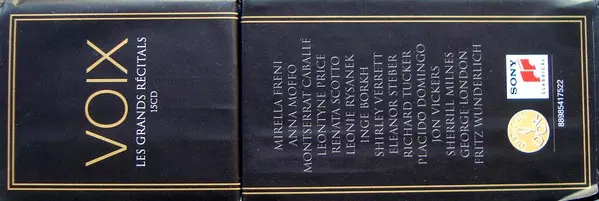 VOIX
LES GRANDS RÉCITALS
15CD
MIRELLA FRENI
ANNA MOFFO
MONTSERRAT CABALLÉ
LEONTYNE PRICE
RENATA SCOTTO
LEONIE RYSANEK
INGE BORKH
SHIRLEY VERRETT
ELEANOR STEBER
RICHARD TUCKER
PLACIDO DOMINGO
JON VICKERS
SHERRILL MILNES
GEORGE LONDON
FRITZ WUNDERLICH
SONY
CLASSICAL
D'OR
88985417522